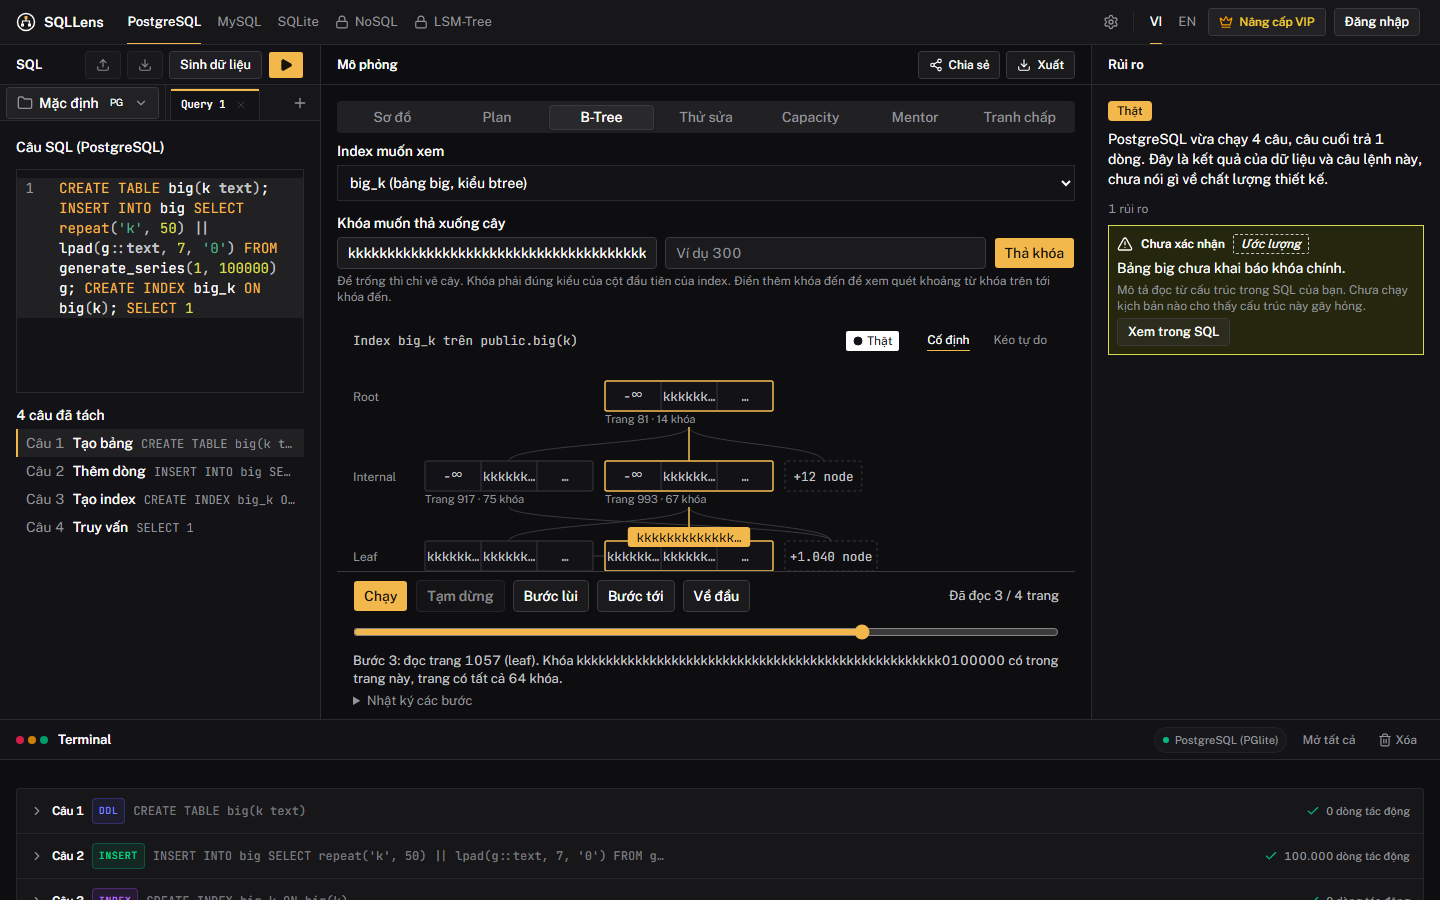 SQLLens PostgreSQL MySQL SQLite NoSQL LSM-Tree VI EN Nâng cấp VIP Đăng nhập
SQL Sinh dữ liệu
Mặc định PG Query 1 × +
Câu SQL (PostgreSQL)
1 CREATE TABLE big(k text);
INSERT INTO big SELECT
repeat('k', 50) ||
lpad(g::text, 7, '0') FROM
generate_series(1, 100000)
g; CREATE INDEX big_k ON
big(k); SELECT 1
4 câu đã tách
Câu 1 Tạo bảng CREATE TABLE big(k t…
Câu 2 Thêm dòng INSERT INTO big SE…
Câu 3 Tạo index CREATE INDEX big_k O…
Câu 4 Truy vấn SELECT 1
Mô phỏng Chia sẻ Xuất
Sơ đồ Plan B-Tree Thử sửa Capacity Mentor Tranh chấp
Index muốn xem
big_k (bảng big, kiểu btree)
Khóa muốn thả xuống cây
kkkkkkkkkkkkkkkkkkkkkkkkkkkkkkkkkkkkk Ví dụ 300 Thả khóa
Để trống thì chỉ vẽ cây. Khóa phải đúng kiểu của cột đầu tiên của index. Điền thêm khóa đến để xem quét khoảng từ khóa trên tới
khóa đến.
Index big_k trên public.big(k) Thật Cố định Kéo tự do
Root -∞ kkkkkk… …
Trang 81 · 14 khóa
Internal -∞ kkkkkk… … -∞ kkkkkk… … +12 node
Trang 917 · 75 khóa Trang 993 · 67 khóa
kkkkkkkkkkkkk…
Leaf kkkkkk… kkkkkk… … kkkkkk… kkkkkk… … +1.040 node
Chạy Tạm dừng Bước lùi Bước tới Về đầu Đã đọc 3 / 4 trang
Bước 3: đọc trang 1057 (leaf). Khóa kkkkkkkkkkkkkkkkkkkkkkkkkkkkkkkkkkkkkkkkkkkkkkkkkk0100000 có trong
trang này, trang có tất cả 64 khóa.
Nhật ký các bước
Rủi ro
Thật
PostgreSQL vừa chạy 4 câu, câu cuối trả 1
dòng. Đây là kết quả của dữ liệu và câu lệnh này,
chưa nói gì về chất lượng thiết kế.
1 rủi ro
Chưa xác nhận Ước lượng
Bảng big chưa khai báo khóa chính.
Mô tả đọc từ cấu trúc trong SQL của bạn. Chưa chạy
kịch bản nào cho thấy cấu trúc này gây hỏng.
Xem trong SQL
Terminal PostgreSQL (PGlite) Mở tất cả Xóa
Câu 1 DDL CREATE TABLE big(k text) 0 dòng tác động
Câu 2 INSERT INSERT INTO big SELECT repeat('k', 50) || lpad(g::text, 7, '0') FROM g… 100.000 dòng tác động
Câu 3 INDEX CREATE INDEX big_k ON big(k) 0 dòng tác động